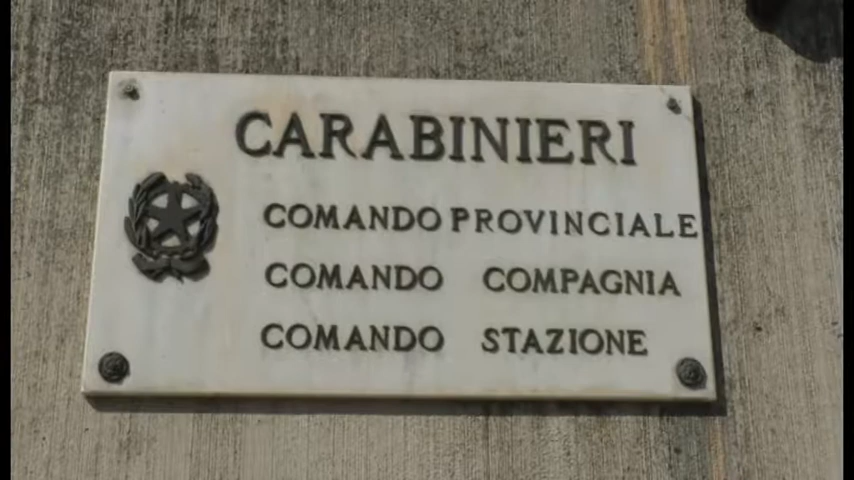 CARABINIERI
COMANDO PROVINCIALE
COMANDO COMPAGNIA
COMANDO STAZIONE